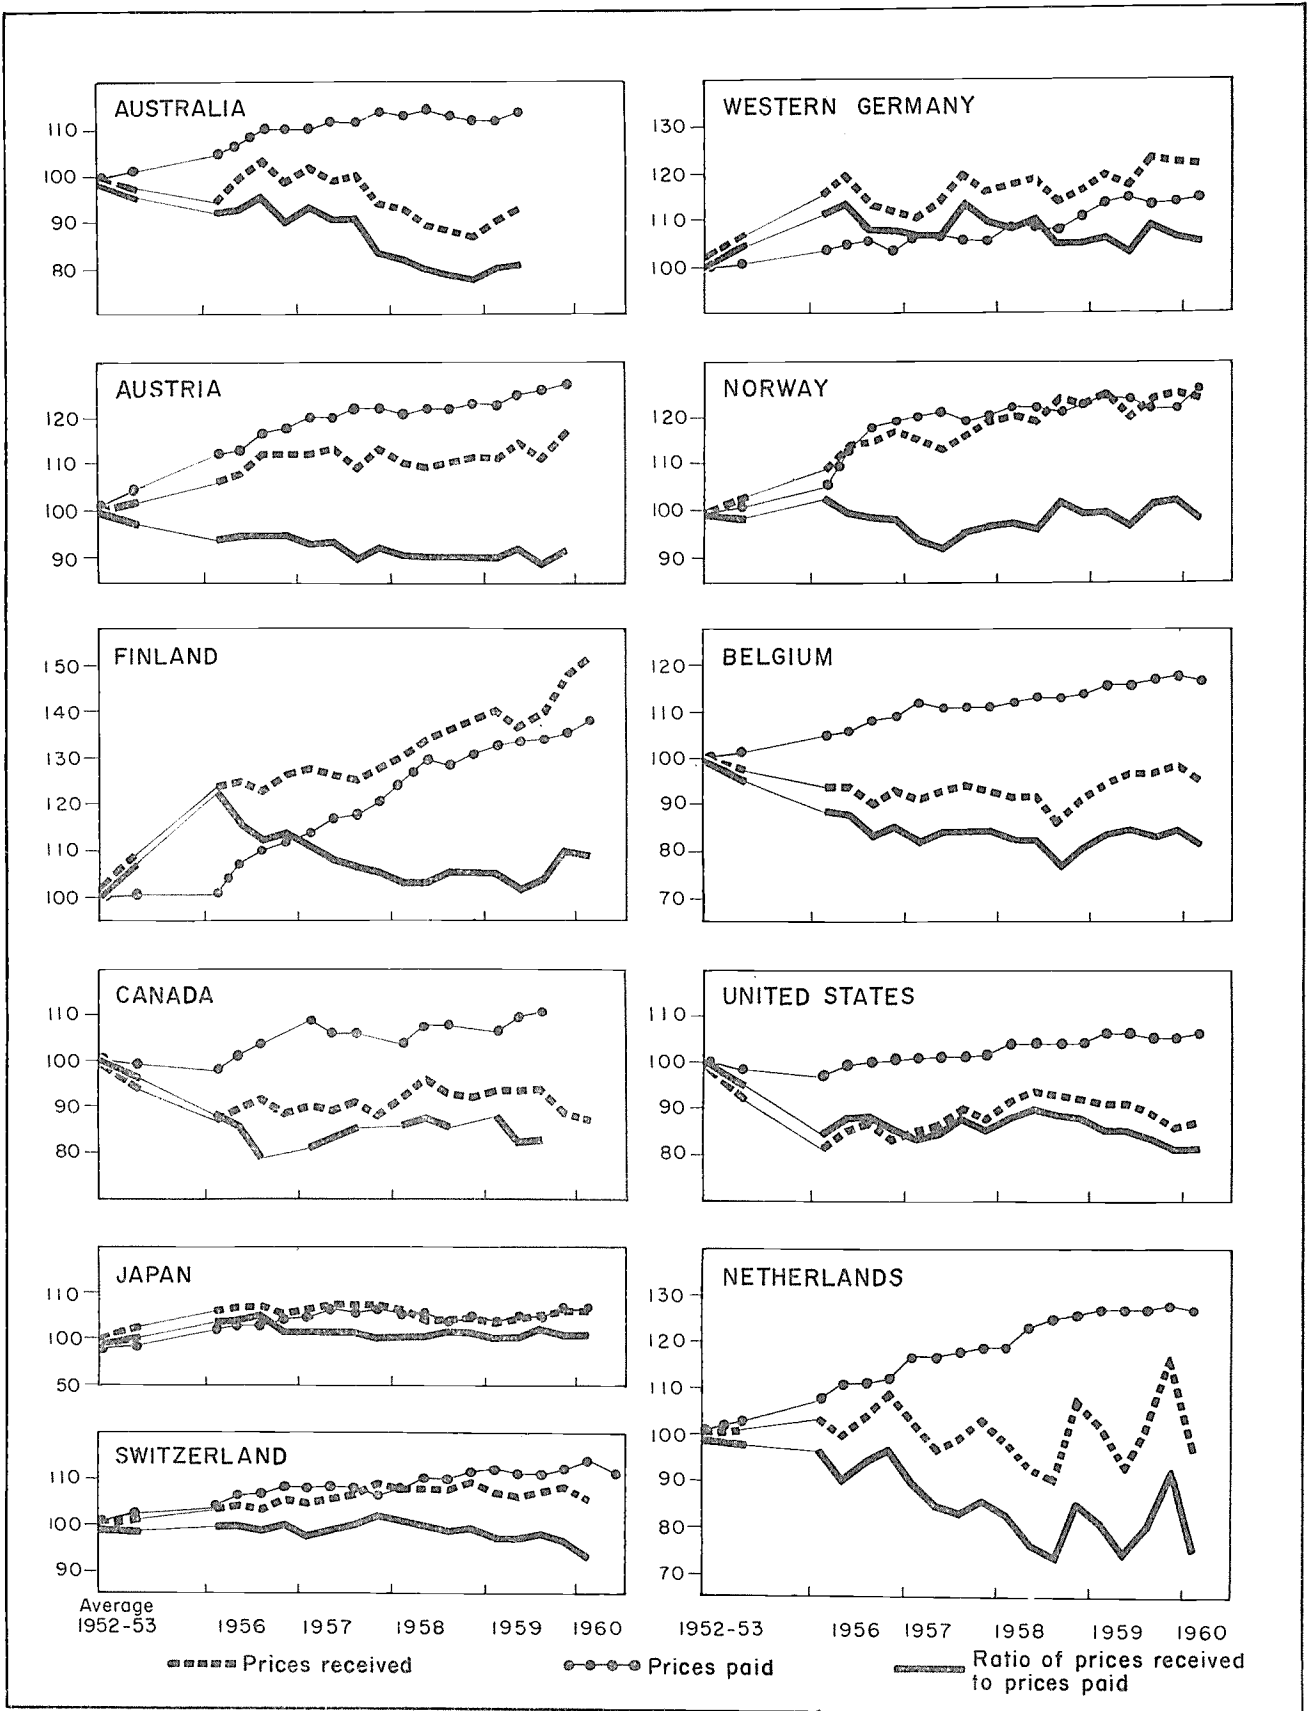 AUSTRALIA
110
100
90
80
WESTERN GERMANY
130
120
110
100
AUSTRIA
120
110
100
90
NORWAY
120
110
100
90
FINLAND
150
140
130
120
110
100
BELGIUM
120
110
100
90
80
70
CANADA
110
100
90
80
UNITED STATES
110
100
90
80
JAPAN
110
100
50
NETHERLANDS
130
120
110
100
90
80
70
SWITZERLAND
110
100
90
Average
1952-53 1956 1957 1958 1959 1960
1952-53 1956 1957 1958 1959 1960
Prices received
Prices paid
Ratio of prices received
to prices paid